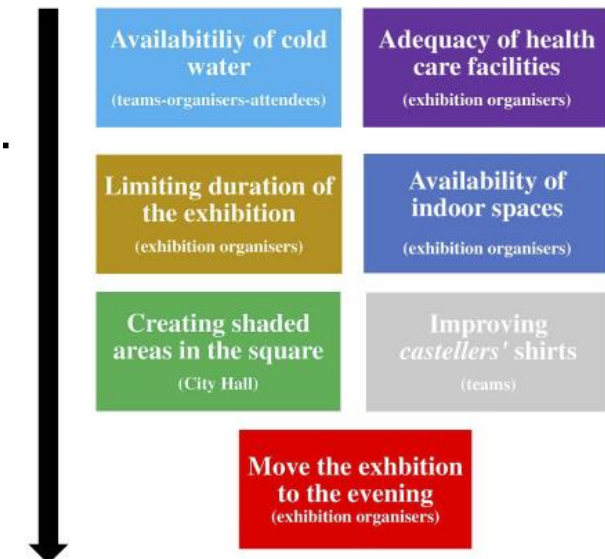 Availabitiliy of cold
water
(teams-organisers-attendees)
Adequacy of health
care facilities
(exhibition organisers)
Limiting duration of
the exhibition
(exhibition organisers)
Availability of
indoor spaces
(exhibition organisers)
Creating shaded
areas in the square
(City Hall)
Improving
castellers' shirts
(teams)
Move the exhbition
to the evening
(exhibition organisers)